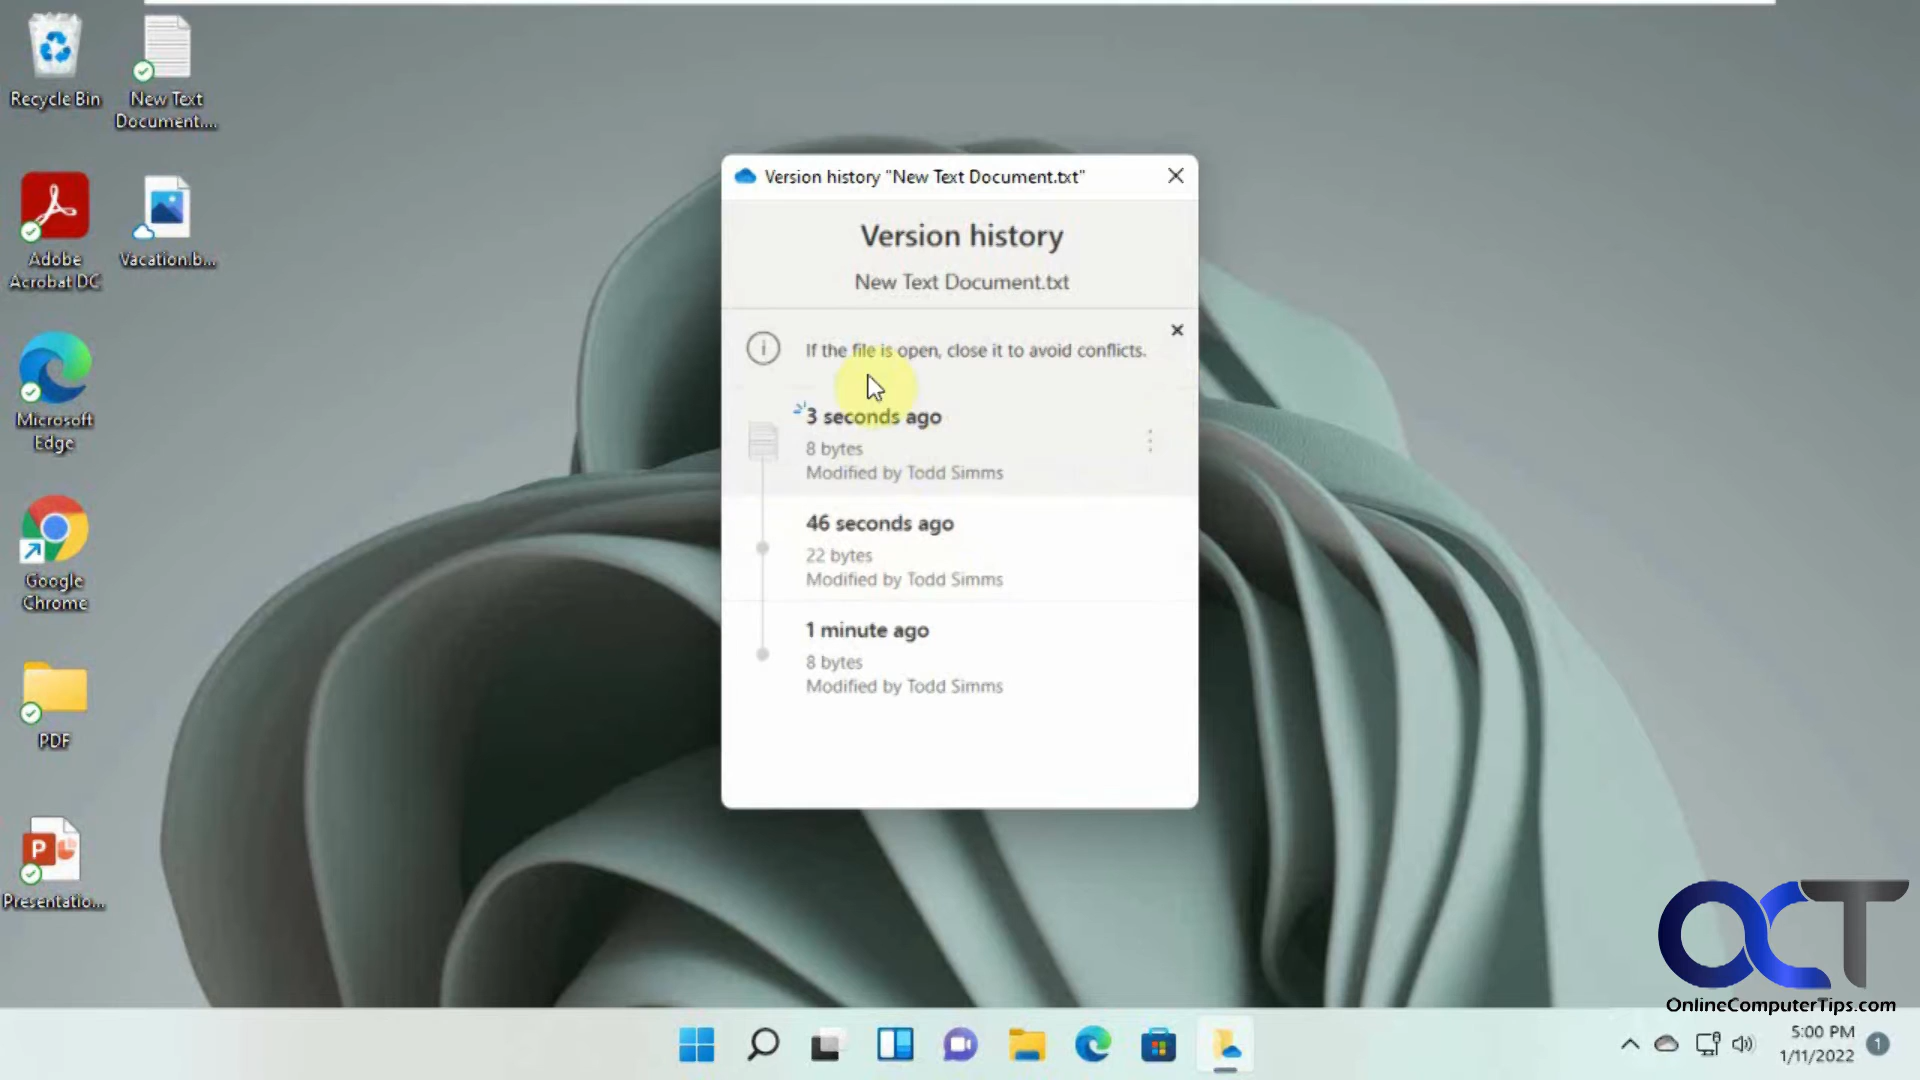 Recycle Bin
New Text
Document....
Adobe
Acrobat DC
Vacation.b...
Microsoft
Edge
Google
Chrome
PDF
Presentatio...
Version history "New Text Document.txt"
Version history
New Text Document.txt
If the file is open, close it to avoid conflicts.
3 seconds ago
8 bytes
Modified by Todd Simms
46 seconds ago
22 bytes
Modified by Todd Simms
1 minute ago
8 bytes
Modified by Todd Simms
OCT
OnlineComputerTips.com
5:00 PM
1/11/2022
1